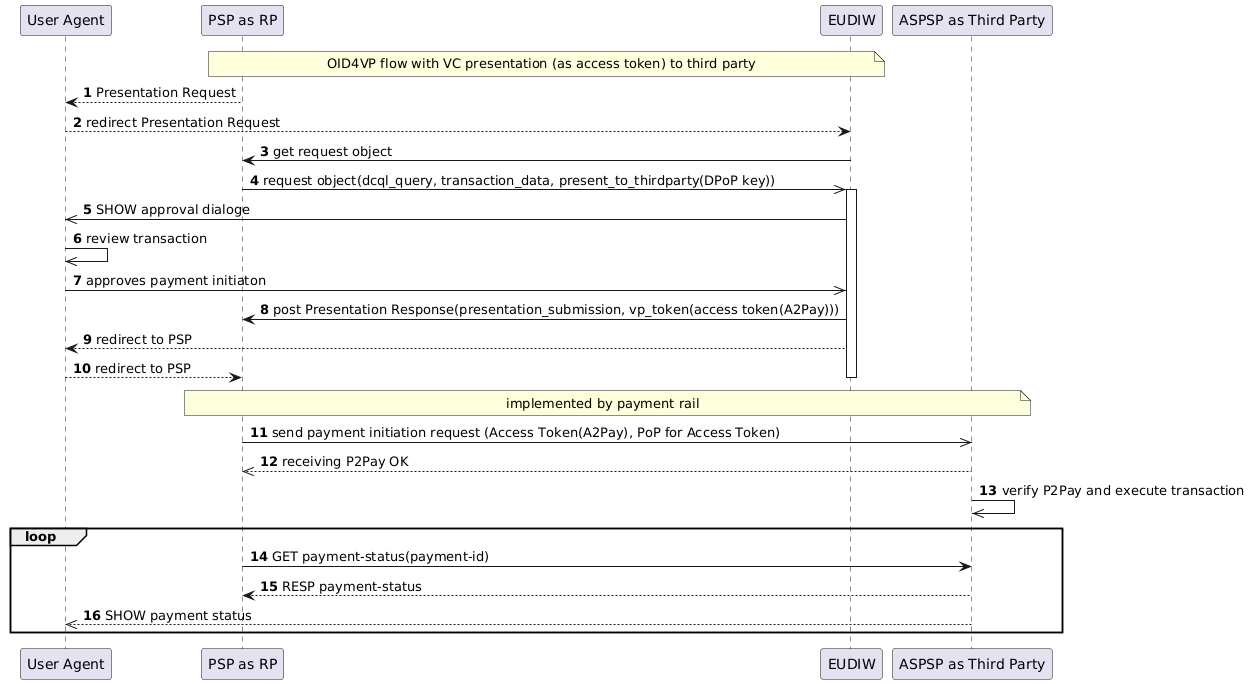 User Agent
PSP as RP
EUDIW
ASPSP as Third Party
OID4VP flow with VC presentation (as access token) to third party
1 Presentation Request
2 redirect Presentation Request
3 get request object
4 request object(dcql_query, transaction_data, present_to_thirdparty(DPoP key))
5 SHOW approval dialoge
6 review transaction
7 approves payment initiaton
8 post Presentation Response(presentation_submission, vp_token(access token(A2Pay)))
9 redirect to PSP
10 redirect to PSP
implemented by payment rail
11 send payment initiation request (Access Token(A2Pay), PoP for Access Token)
12 receiving P2Pay OK
13 verify P2Pay and execute transaction
loop
14 GET payment-status(payment-id)
15 RESP payment-status
16 SHOW payment status
User Agent
PSP as RP
EUDIW
ASPSP as Third Party